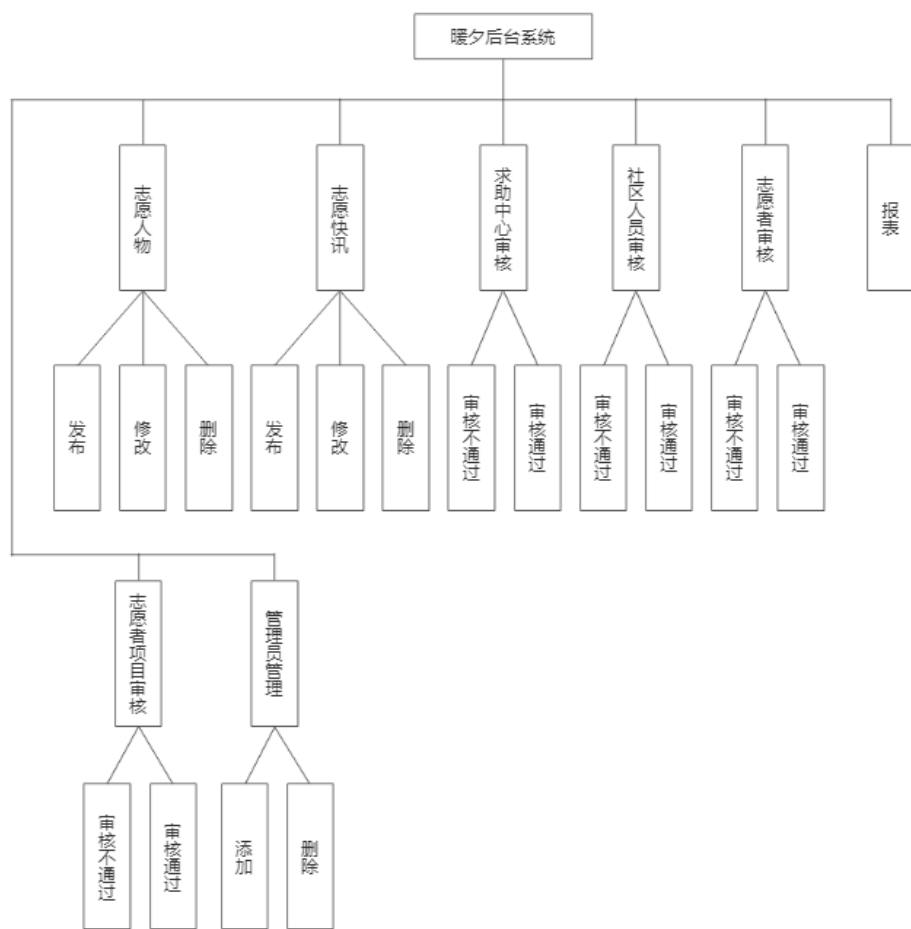 暖夕后台系统
志愿人物
志愿快讯
求助中心审核
社区人员审核
志愿者审核
报表
发布
修改
删除
发布
修改
删除
审核不通过
审核通过
审核不通过
审核通过
审核不通过
审核通过
志愿者项目审核
管理员管理
审核不通过
审核通过
添加
删除